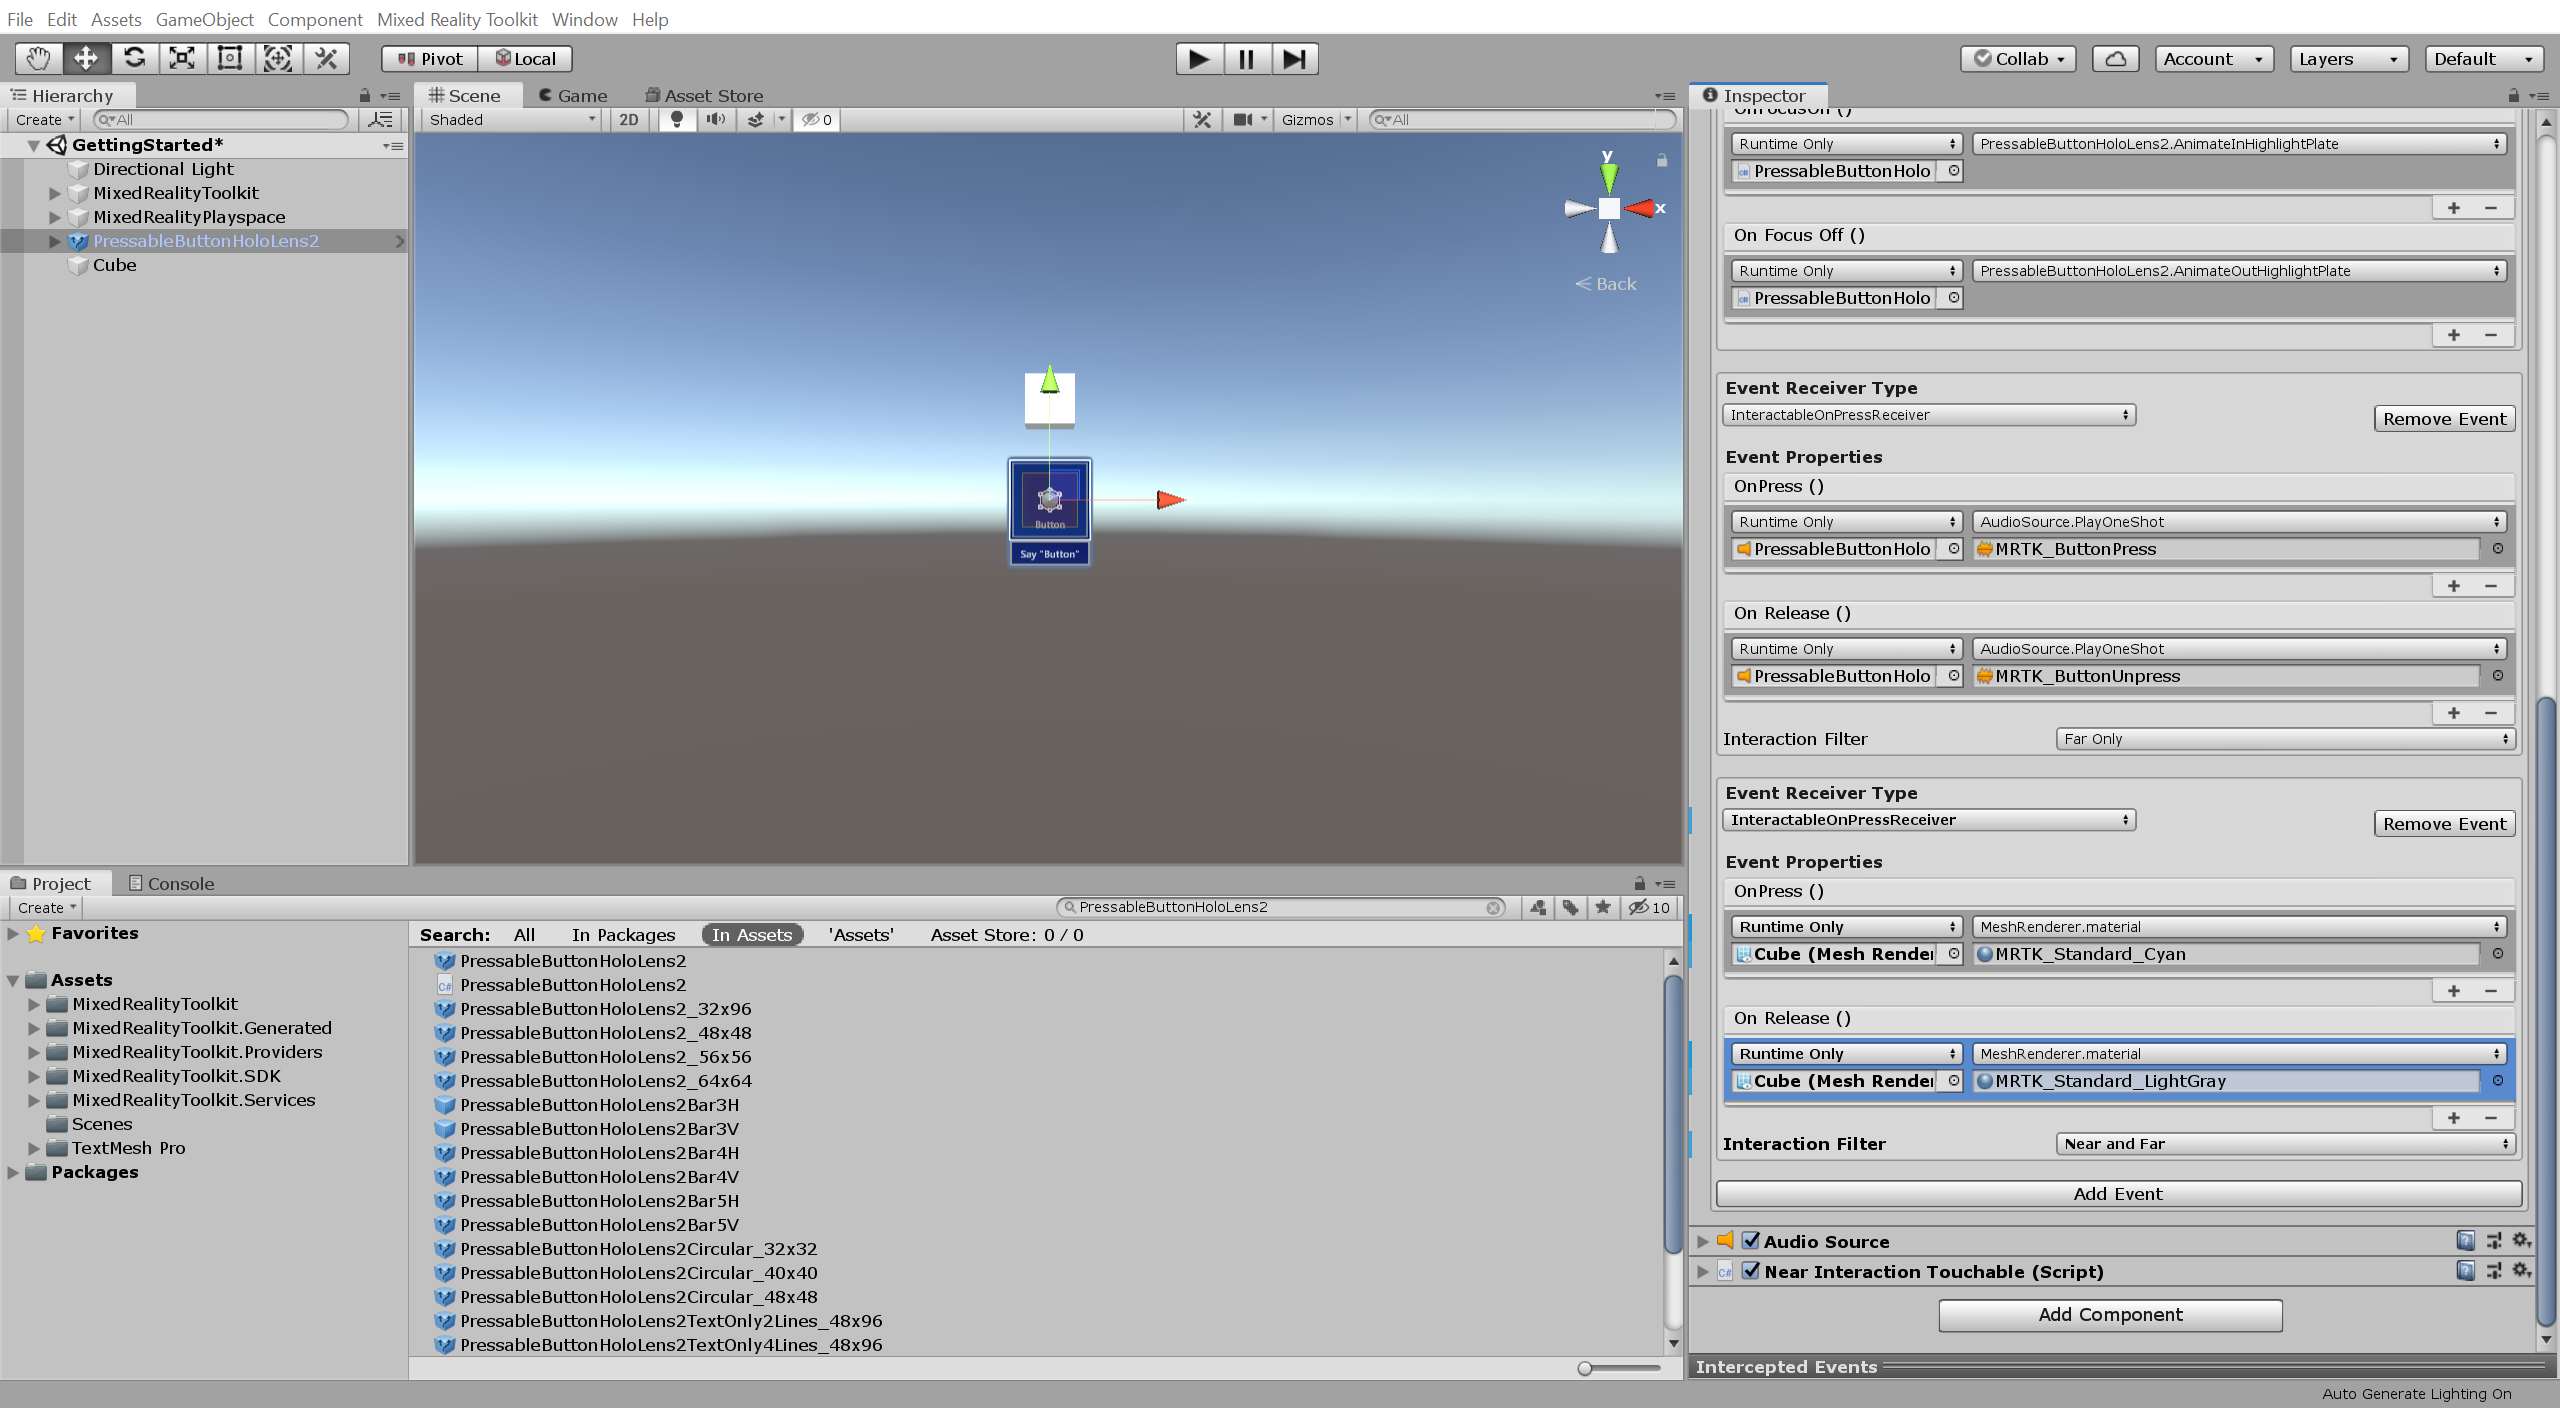 File Edit Assets GameObject Component Mixed Reality Toolkit Window Help
Pivot Local Collab Account Layers Default
Hierarchy
Create All
GettingStarted*
Directional Light
MixedRealityToolkit
MixedRealityPlayspace
PressableButtonHoloLens2
Cube
Scene Game Asset Store
Shaded 2D 0 Gizmos All
y
x
Back
Button
Say "Button"
Project Console
Create PressableButtonHoloLens2 10
Favorites
Assets
MixedRealityToolkit
MixedRealityToolkit.Generated
MixedRealityToolkit.Providers
MixedRealityToolkit.SDK
MixedRealityToolkit.Services
Scenes
TextMesh Pro
Packages
Search: All In Packages In Assets 'Assets' Asset Store: 0 / 0
PressableButtonHoloLens2
PressableButtonHoloLens2
PressableButtonHoloLens2_32x96
PressableButtonHoloLens2_48x48
PressableButtonHoloLens2_56x56
PressableButtonHoloLens2_64x64
PressableButtonHoloLens2Bar3H
PressableButtonHoloLens2Bar3V
PressableButtonHoloLens2Bar4H
PressableButtonHoloLens2Bar4V
PressableButtonHoloLens2Bar5H
PressableButtonHoloLens2Bar5V
PressableButtonHoloLens2Circular_32x32
PressableButtonHoloLens2Circular_40x40
PressableButtonHoloLens2Circular_48x48
PressableButtonHoloLens2TextOnly2Lines_48x96
PressableButtonHoloLens2TextOnly4Lines_48x96
Inspector
OnFocusOn ()
Runtime Only PressableButtonHoloLens2.AnimateInHighlightPlate
PressableButtonHolo
+ −
On Focus Off ()
Runtime Only PressableButtonHoloLens2.AnimateOutHighlightPlate
PressableButtonHolo
+ −
Event Receiver Type
InteractableOnPressReceiver Remove Event
Event Properties
OnPress ()
Runtime Only AudioSource.PlayOneShot
PressableButtonHolo MRTK_ButtonPress
+ −
On Release ()
Runtime Only AudioSource.PlayOneShot
PressableButtonHolo MRTK_ButtonUnpress
+ −
Interaction Filter Far Only
Event Receiver Type
InteractableOnPressReceiver Remove Event
Event Properties
OnPress ()
Runtime Only MeshRenderer.material
Cube (Mesh Render MRTK_Standard_Cyan
+ −
On Release ()
Runtime Only MeshRenderer.material
Cube (Mesh Render MRTK_Standard_LightGray
+ −
Interaction Filter Near and Far
Add Event
Audio Source
C# Near Interaction Touchable (Script)
Add Component
Intercepted Events
Auto Generate Lighting On